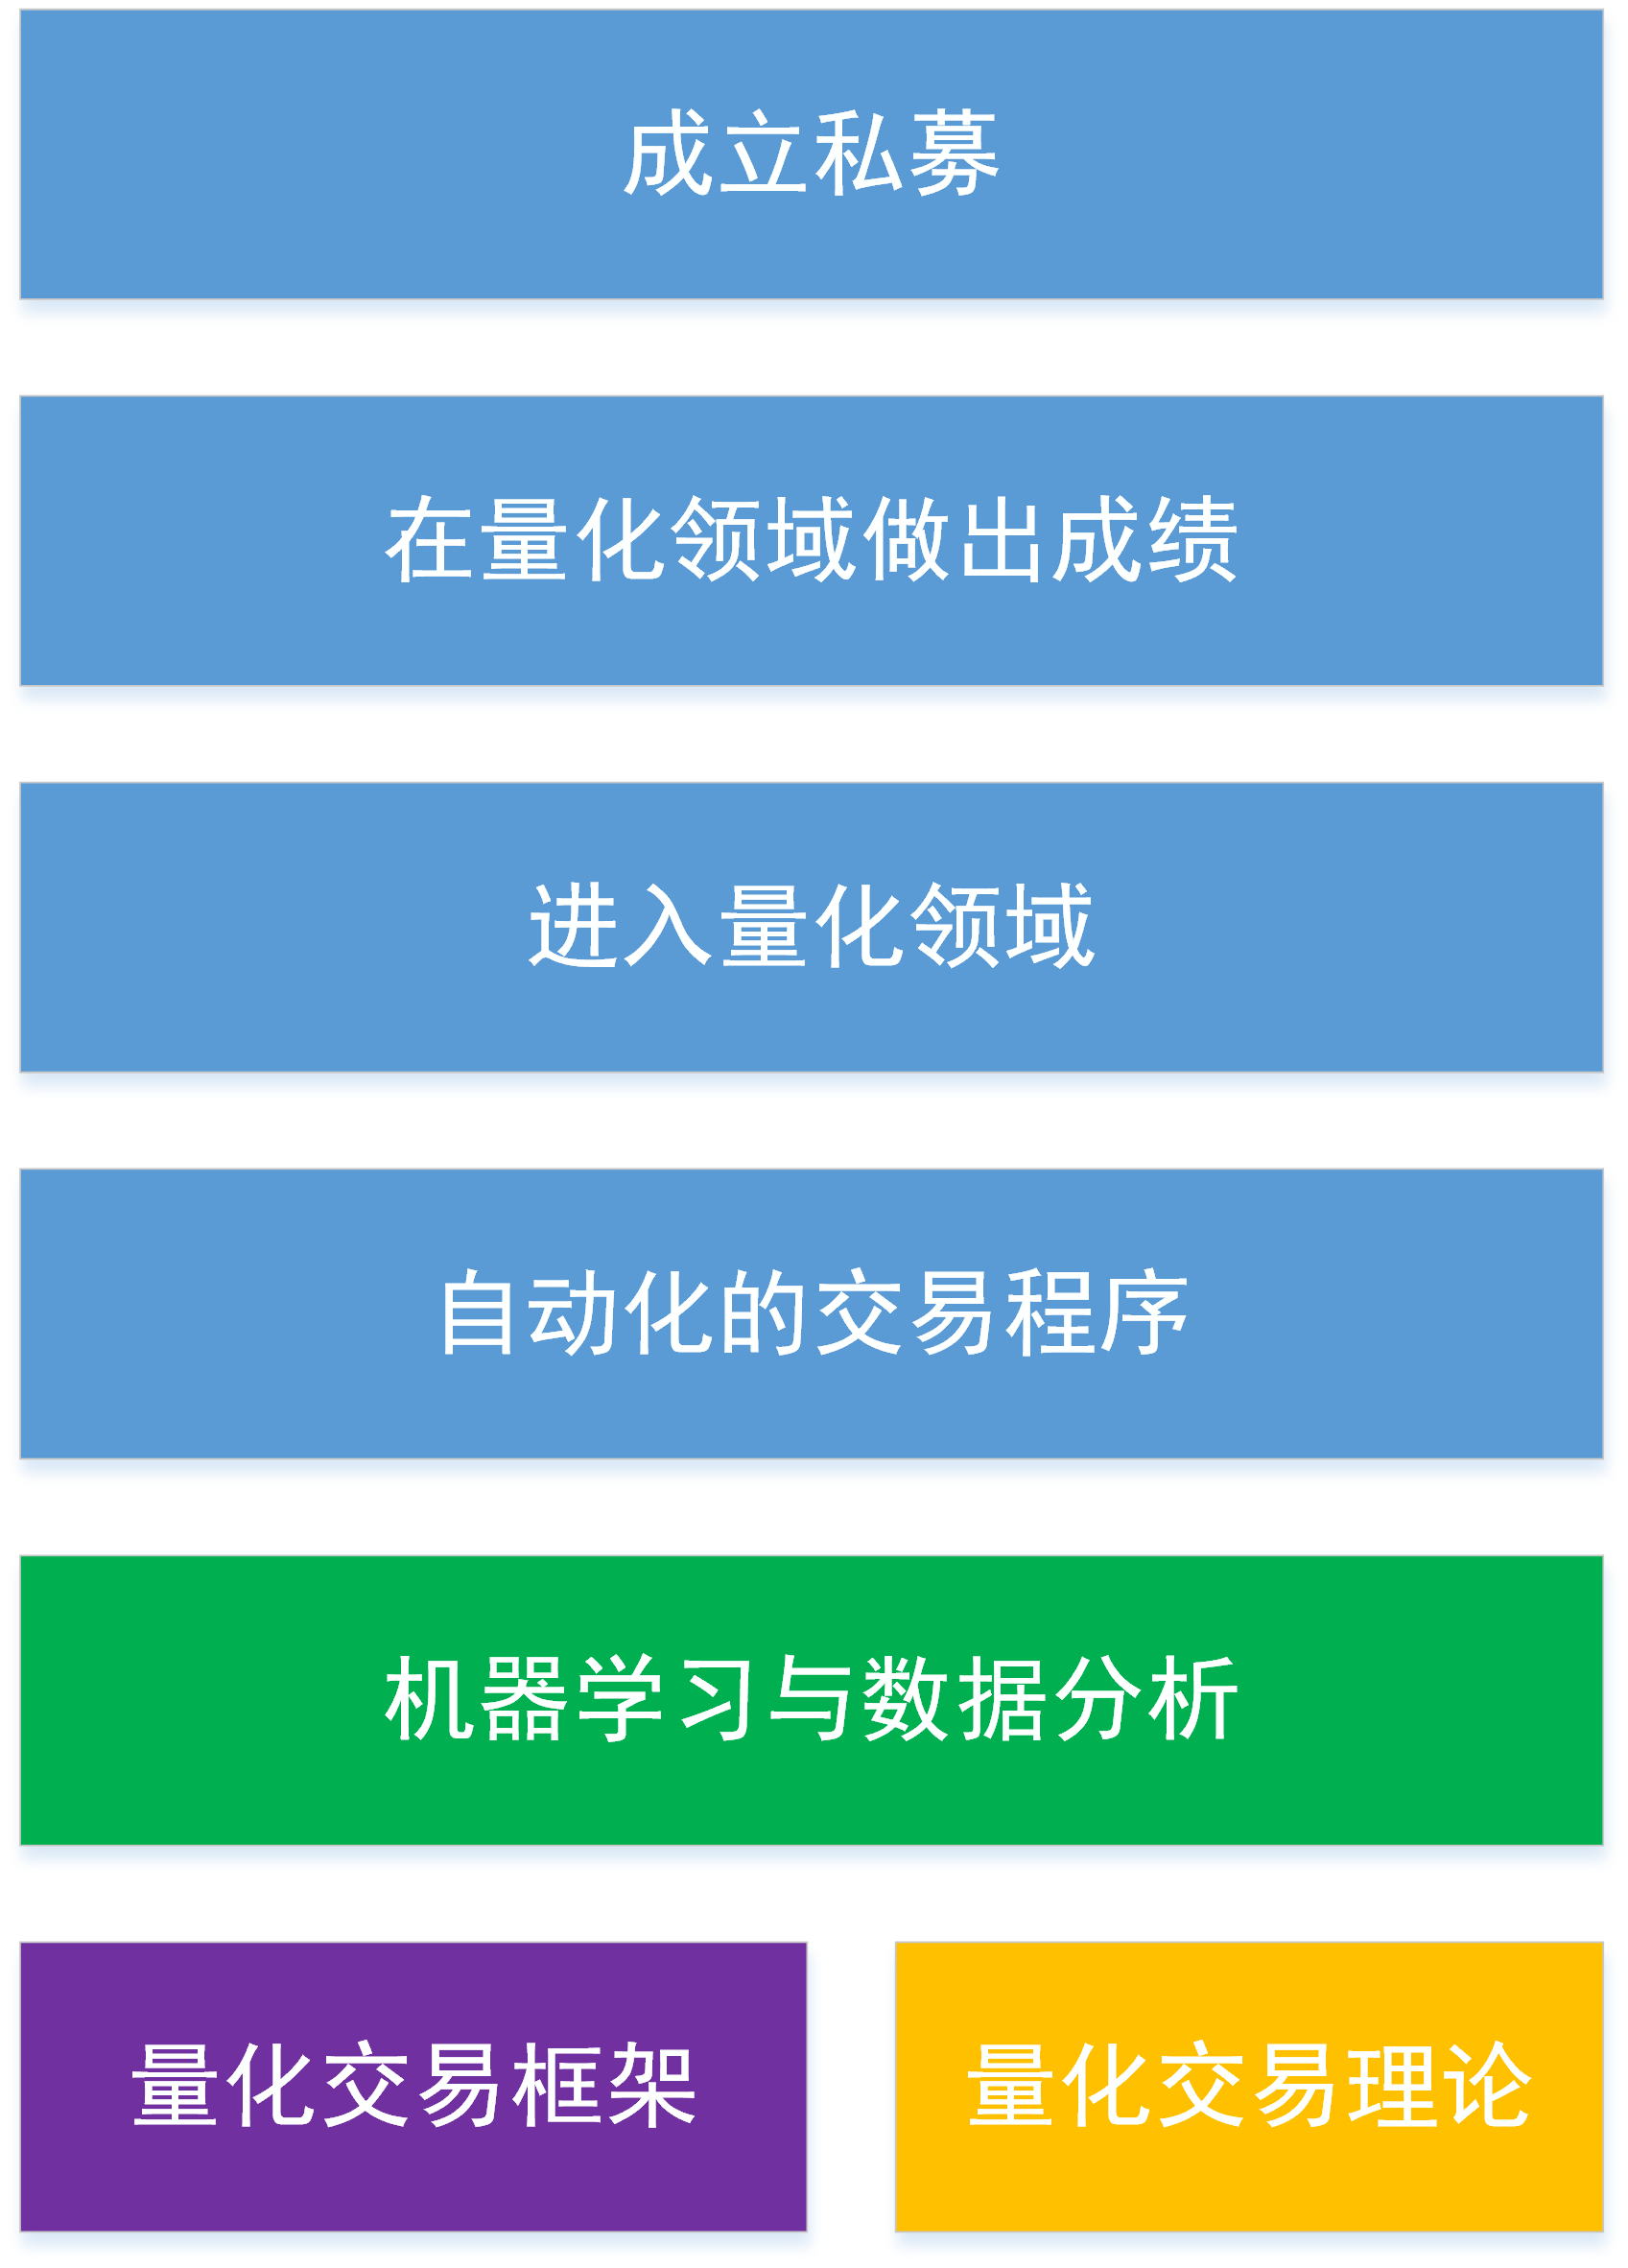 成立私募
在量化领域做出成绩
进入量化领域
自动化的交易程序
机器学习与数据分析
量化交易框架
量化交易理论